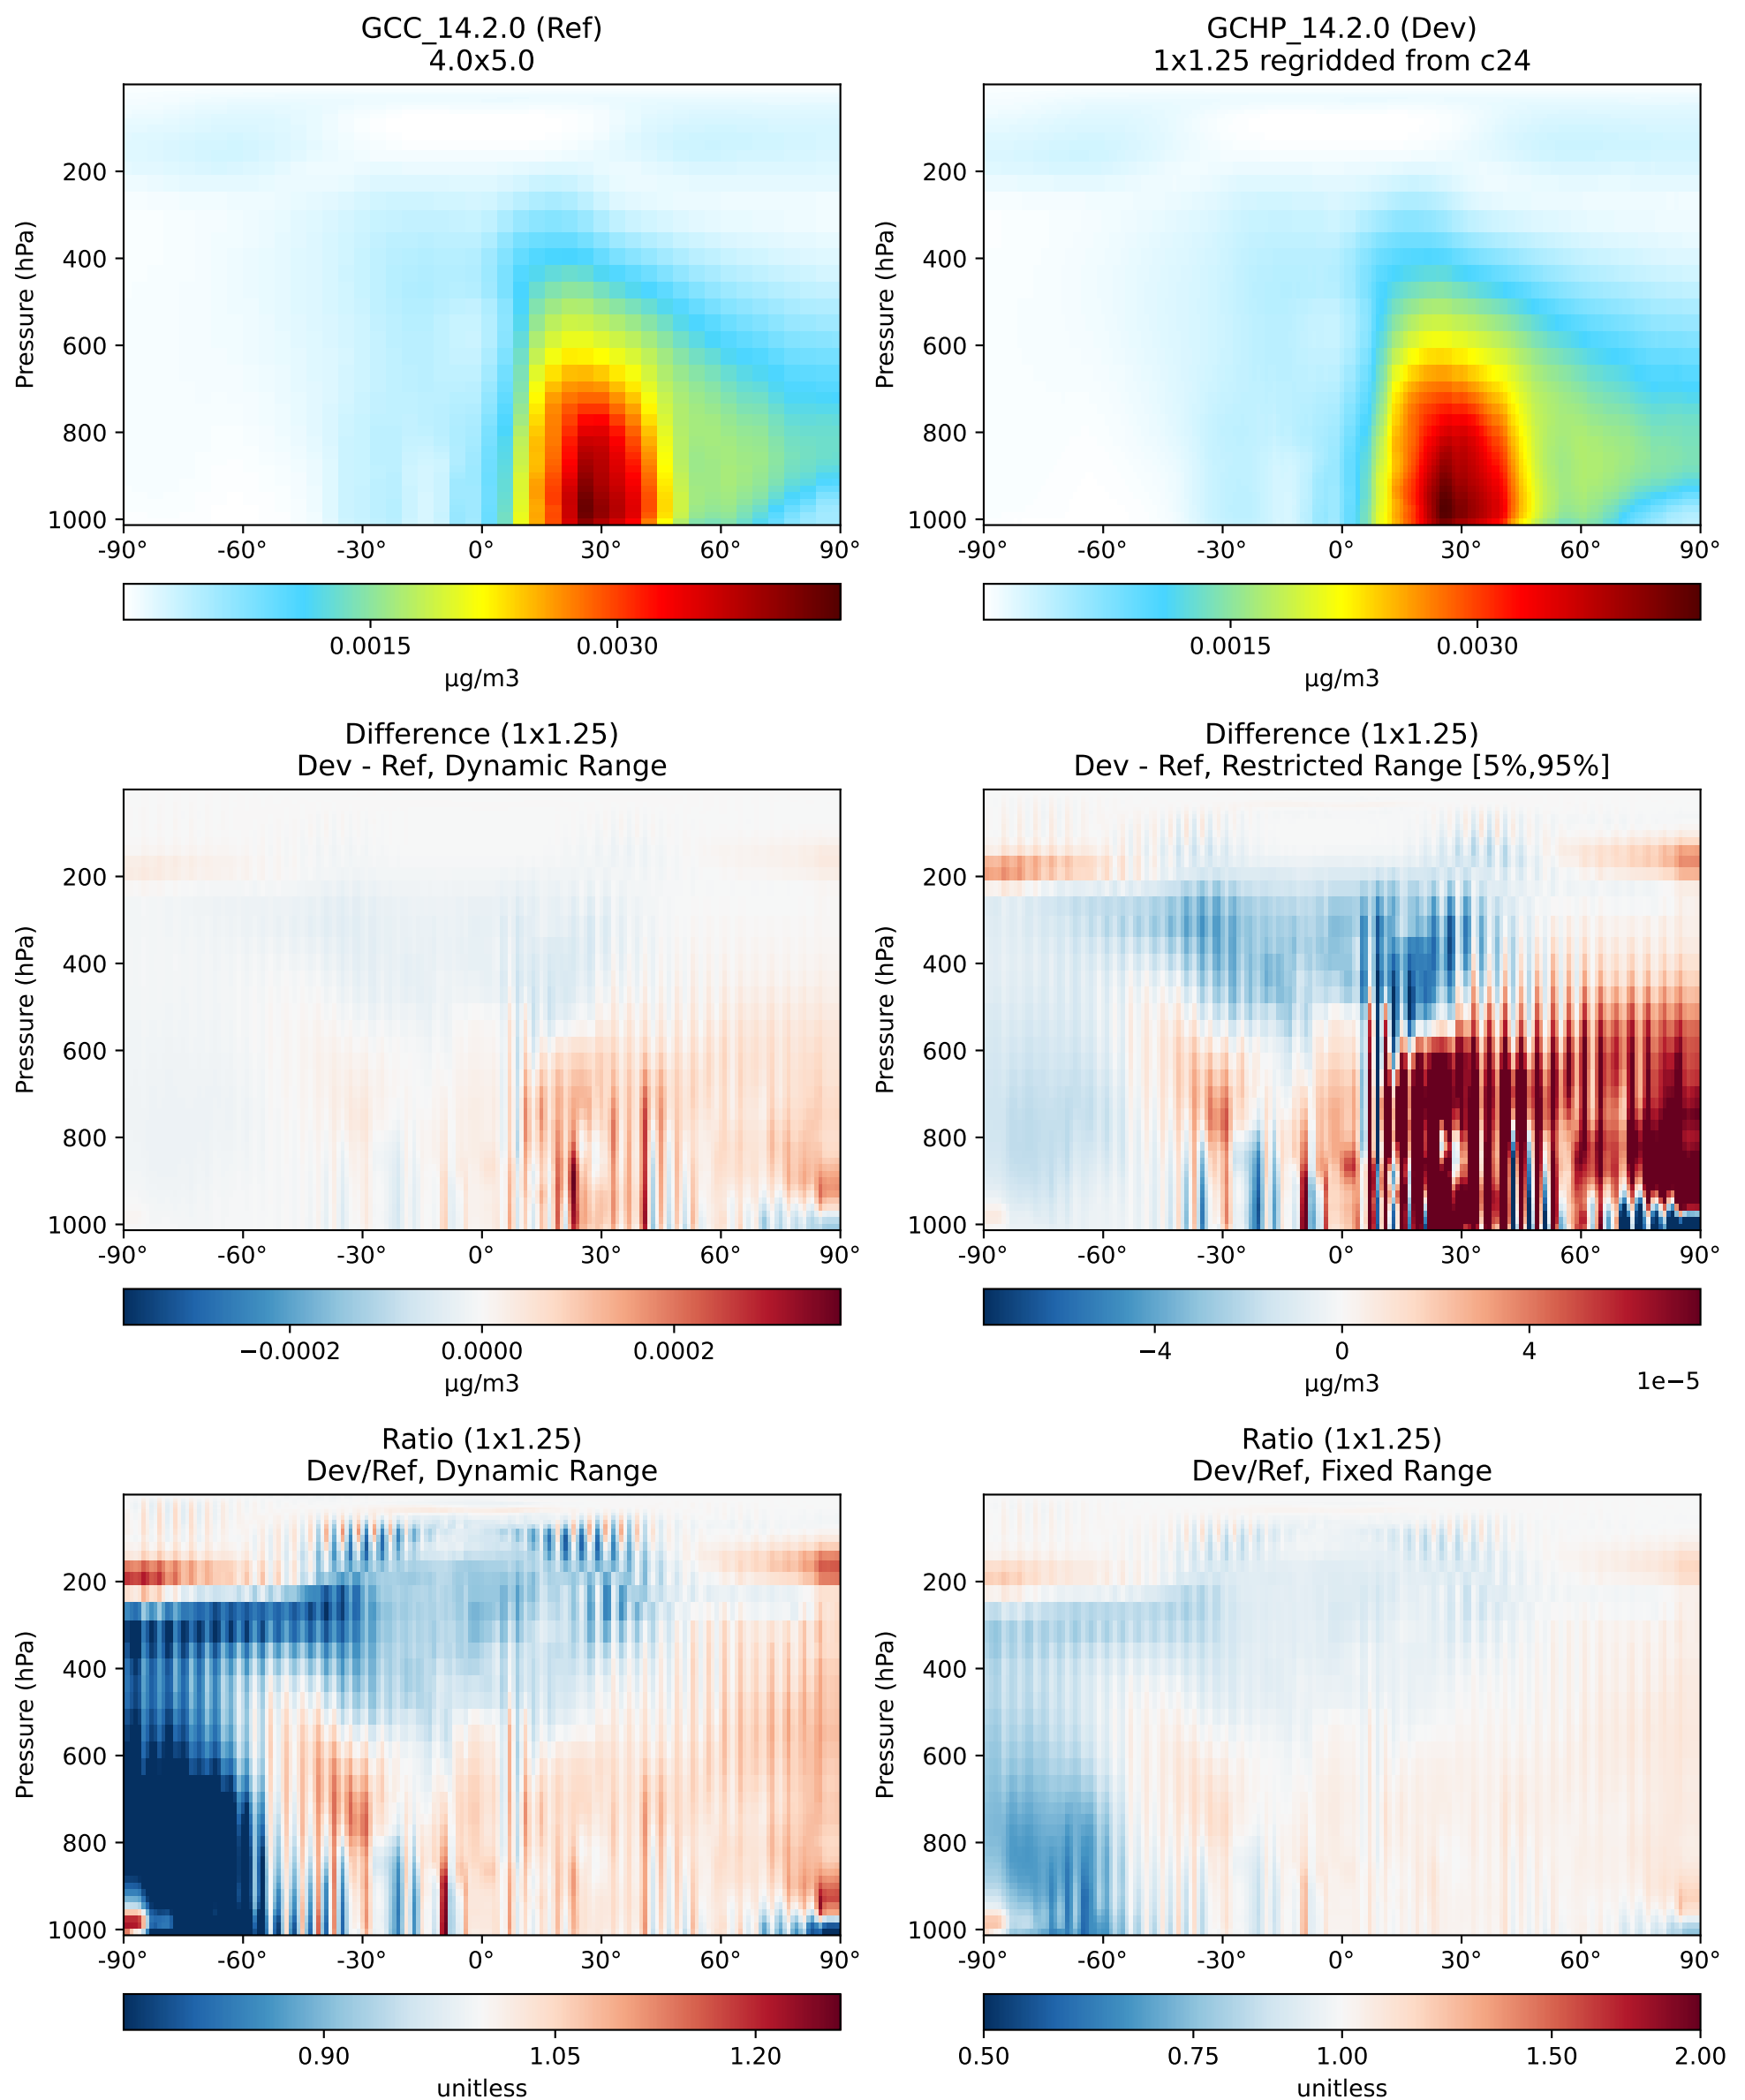 GCC_14.2.0 (Ref)
4.0x5.0
GCHP_14.2.0 (Dev)
1x1.25 regridded from c24
Pressure (hPa)
200
400
600
800
1000
-90° -60° -30° 0° 30° 60° 90°
0.0015 0.0030
µg/m3
Pressure (hPa)
200
400
600
800
1000
-90° -60° -30° 0° 30° 60° 90°
0.0015 0.0030
µg/m3
Difference (1x1.25)
Dev - Ref, Dynamic Range
Pressure (hPa)
200
400
600
800
1000
-90° -60° -30° 0° 30° 60° 90°
−0.0002 0.0000 0.0002
µg/m3
Difference (1x1.25)
Dev - Ref, Restricted Range [5%,95%]
Pressure (hPa)
200
400
600
800
1000
-90° -60° -30° 0° 30° 60° 90°
−4 0 4
1e−5
µg/m3
Ratio (1x1.25)
Dev/Ref, Dynamic Range
Pressure (hPa)
200
400
600
800
1000
-90° -60° -30° 0° 30° 60° 90°
0.90 1.05 1.20
unitless
Ratio (1x1.25)
Dev/Ref, Fixed Range
Pressure (hPa)
200
400
600
800
1000
-90° -60° -30° 0° 30° 60° 90°
0.50 0.75 1.00 1.50 2.00
unitless